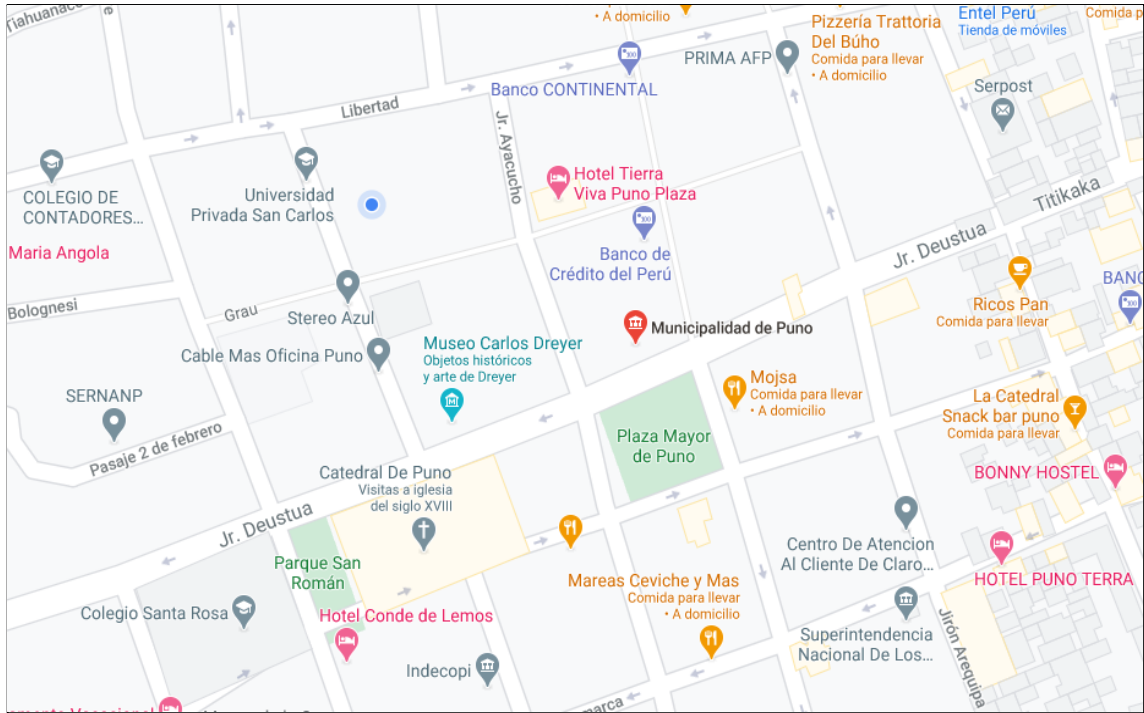 Tiahuanaco
• A domicilio
Pizzería Trattoria
Del Búho
Comida para llevar
• A domicilio
Entel Perú
Tienda de móviles
Comida p
PRIMA AFP
Banco CONTINENTAL
Serpost
Libertad
Jr. Ayacucho
COLEGIO DE
CONTADORES...
Universidad
Privada San Carlos
Hotel Tierra
Viva Puno Plaza
Titikaka
Maria Angola
Banco de
Crédito del Perú
Jr. Deustua
BANC
Bolognesi
Grau
Stereo Azul
Ricos Pan
Comida para llevar
Municipalidad de Puno
Cable Mas Oficina Puno
Museo Carlos Dreyer
Objetos históricos
y arte de Dreyer
Mojsa
Comida para llevar
• A domicilio
SERNANP
La Catedral
Snack bar puno
Comida para llevar
Pasaje 2 de febrero
Plaza Mayor
de Puno
Catedral De Puno
Visitas a iglesia
del siglo XVIII
BONNY HOSTEL
Jr. Deustua
Centro De Atencion
Al Cliente De Claro...
Parque San
Román
Mareas Ceviche y Mas
Comida para llevar
• A domicilio
HOTEL PUNO TERRA
Colegio Santa Rosa
Hotel Conde de Lemos
Superintendencia
Nacional De Los...
Jirón Arequipa
Indecopi
marca